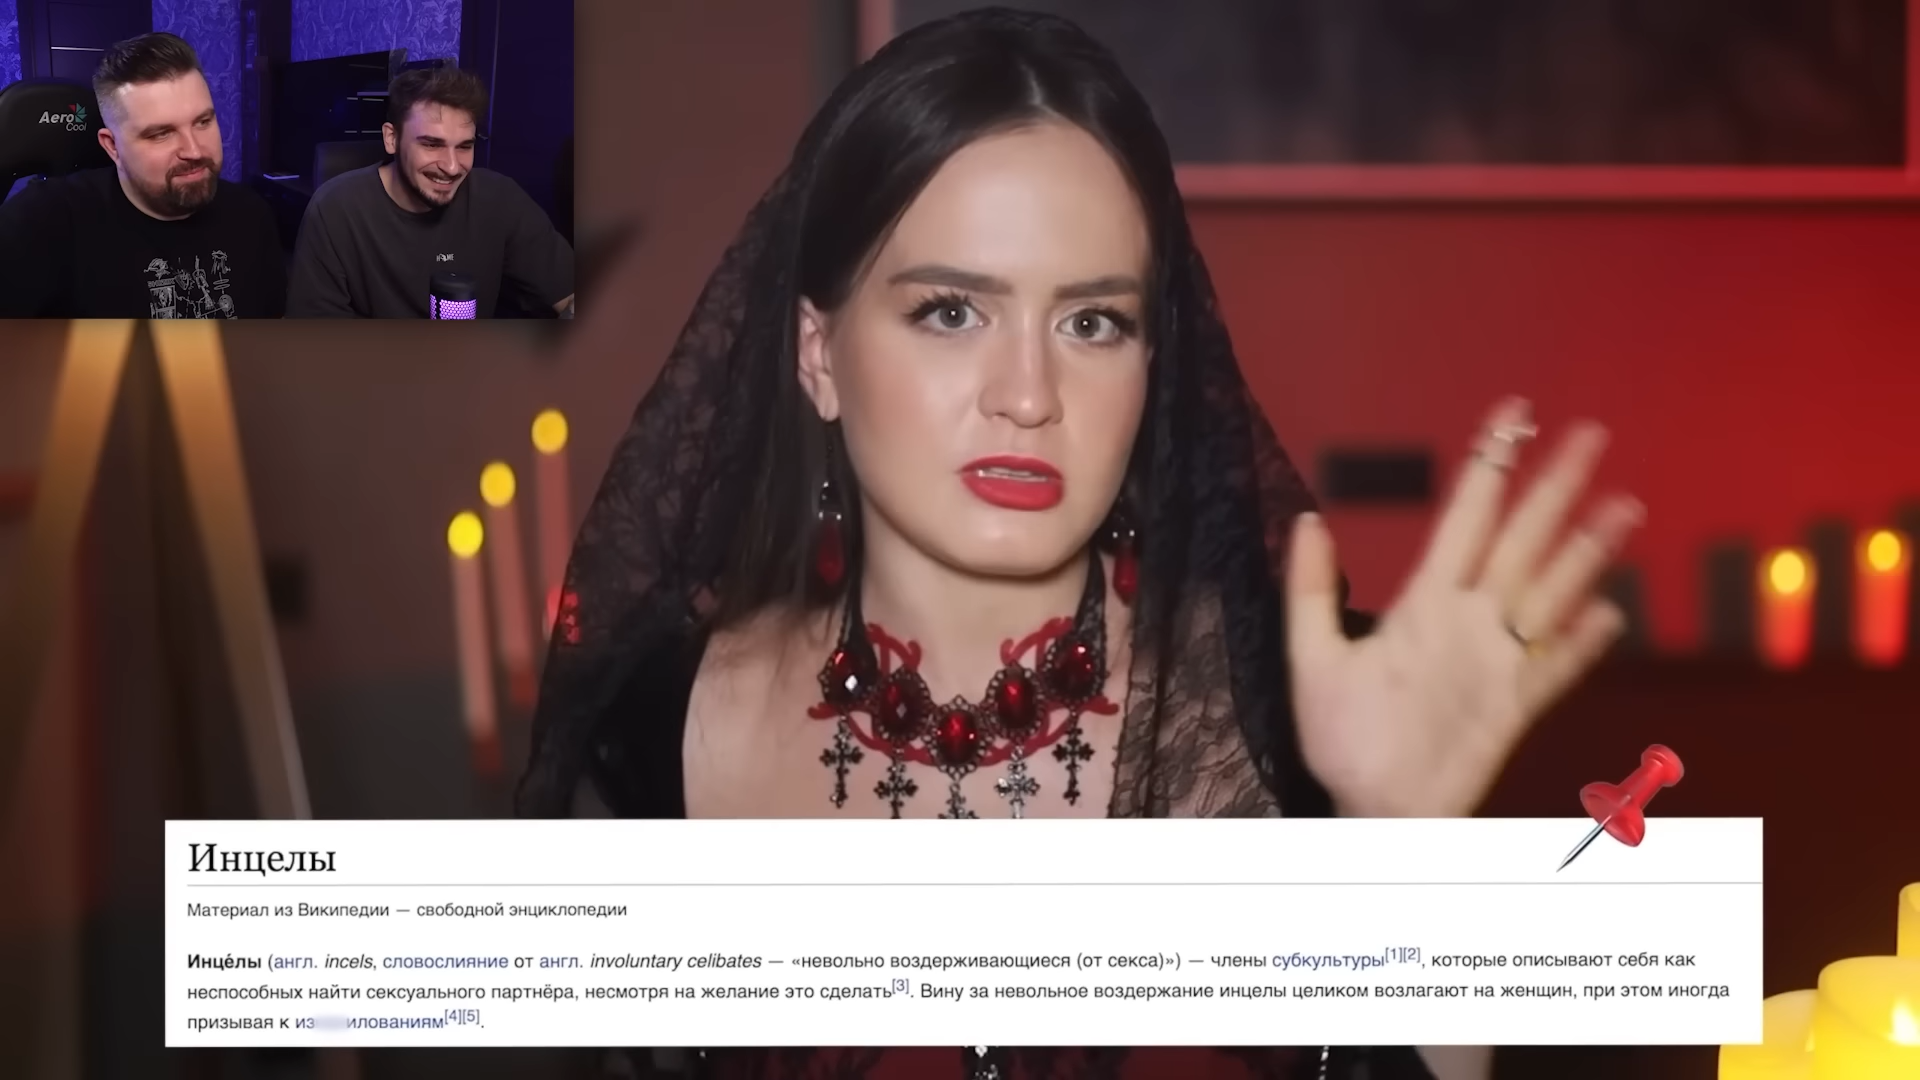 Aero
Cool
Инцелы
Материал из Википедии — свободной энциклопедии
Инце́лы (англ. incels, словослияние от англ. involuntary celibates — «невольно воздерживающиеся (от секса)») — члены субкультуры[1][2], которые описывают себя как
неспособных найти сексуального партнёра, несмотря на желание это сделать[3]. Вину за невольное воздержание инцелы целиком возлагают на женщин, при этом иногда
призывая к из илованиям[4][5].